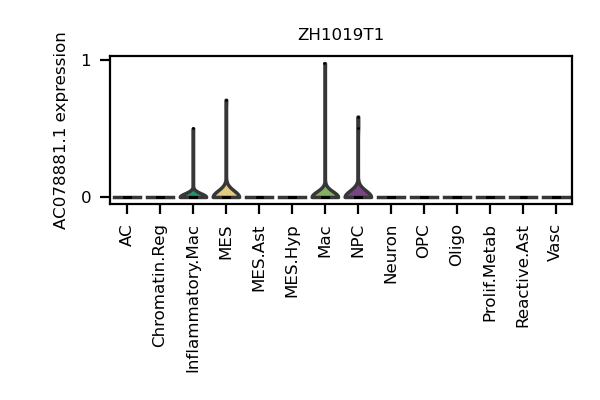 ZH1019T1
AC078881.1 expression
1
0
AC
Chromatin.Reg
Inflammatory.Mac
MES
MES.Ast
MES.Hyp
Mac
NPC
Neuron
OPC
Oligo
Prolif.Metab
Reactive.Ast
Vasc